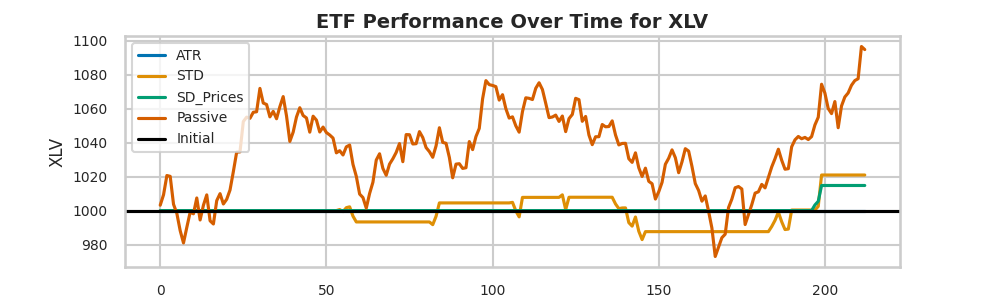 ETF Performance Over Time for XLV
XLV
1100
1080
1060
1040
1020
1000
980
ATR
STD
SD_Prices
Passive
Initial
0
50
100
150
200